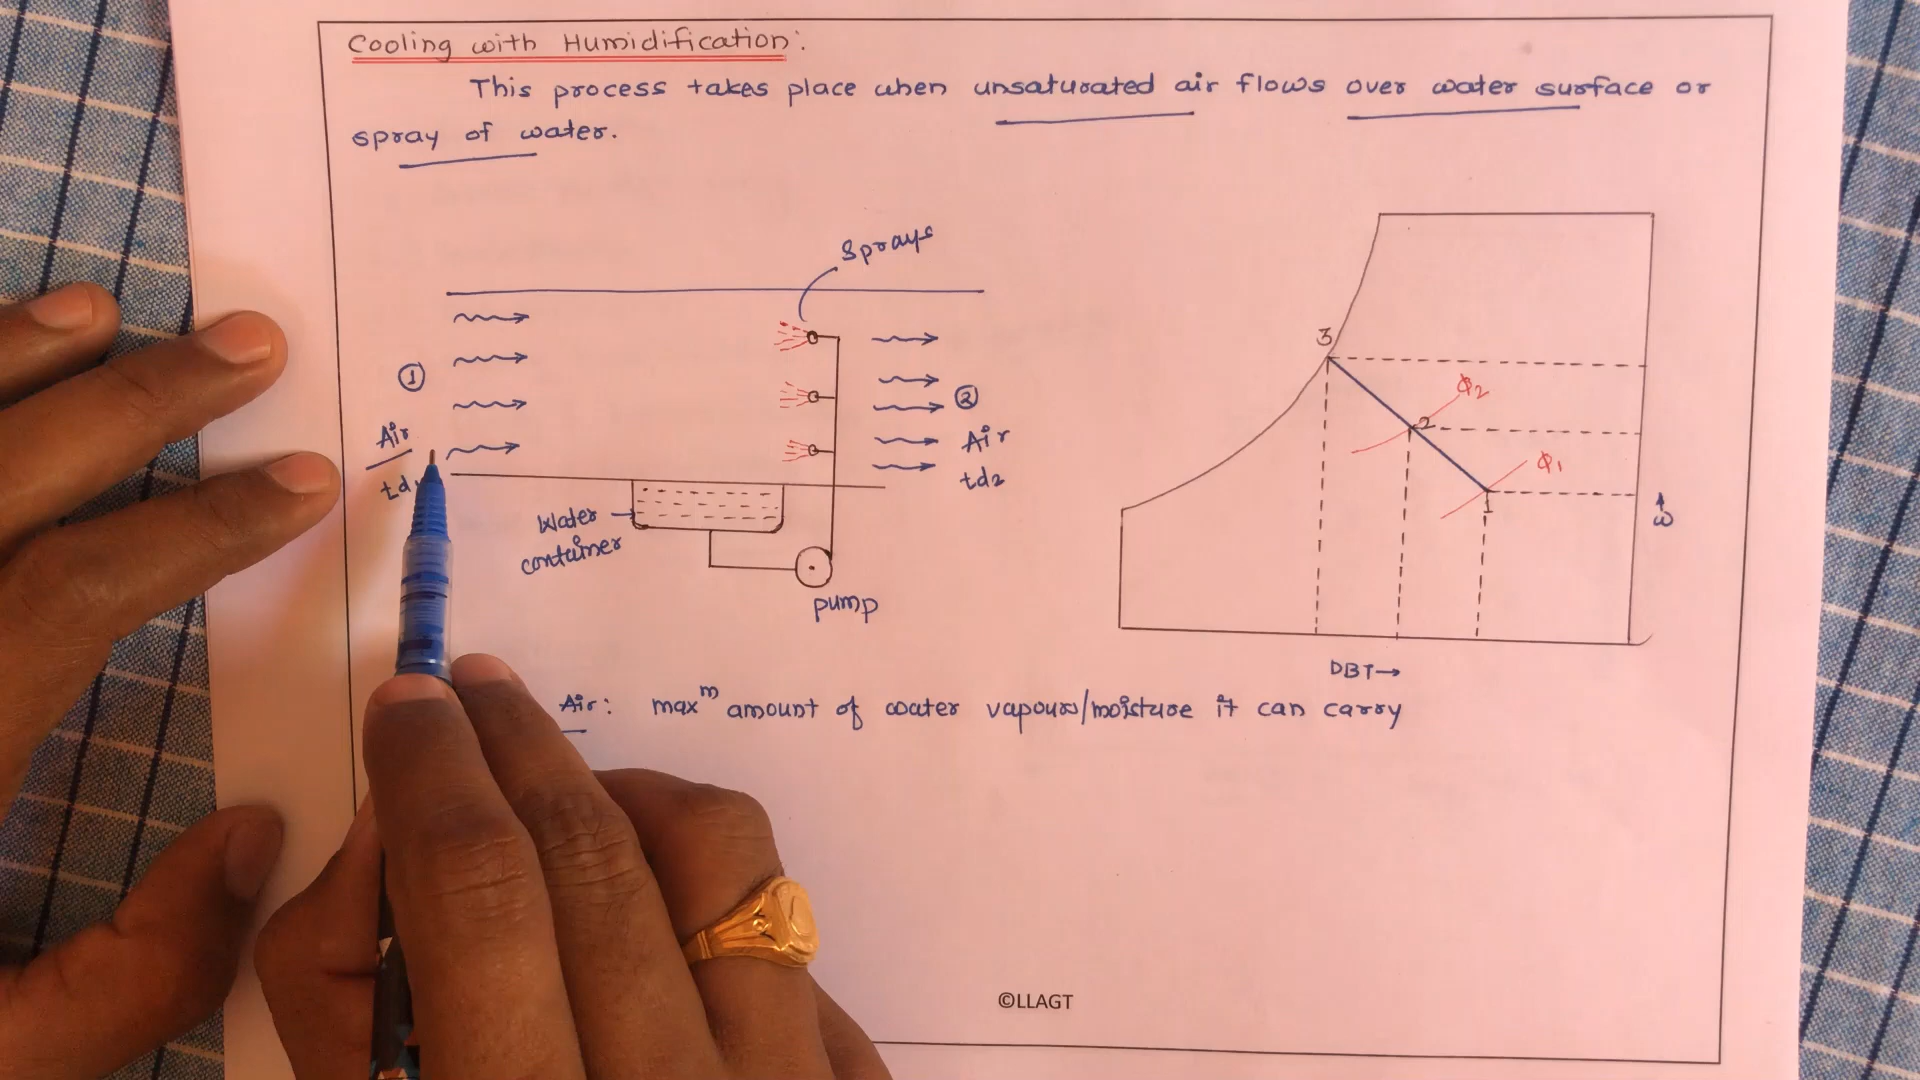 Cooling with Humidification:
This process takes place when unsaturated air flows over water surface or
spray of water.
Sprays
①
Air
td₁
②
Air
td₂
Water
container
pump
3
ϕ₂
2
ϕ₁
1
ω
DBT→
Air: maxᵐ amount of water vapour/moisture it can carry
©LLAGT